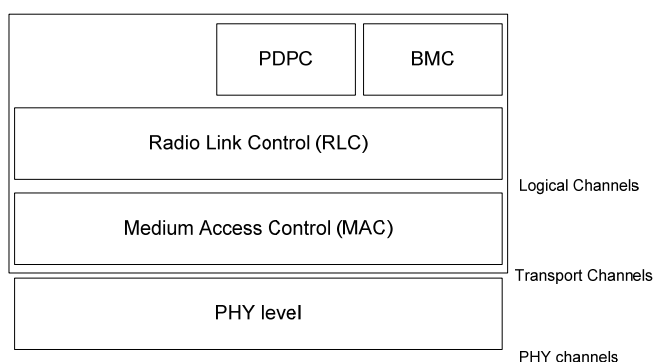 PDPC
BMC
Radio Link Control (RLC)
Logical Channels
Medium Access Control (MAC)
Transport Channels
PHY level
PHY channels